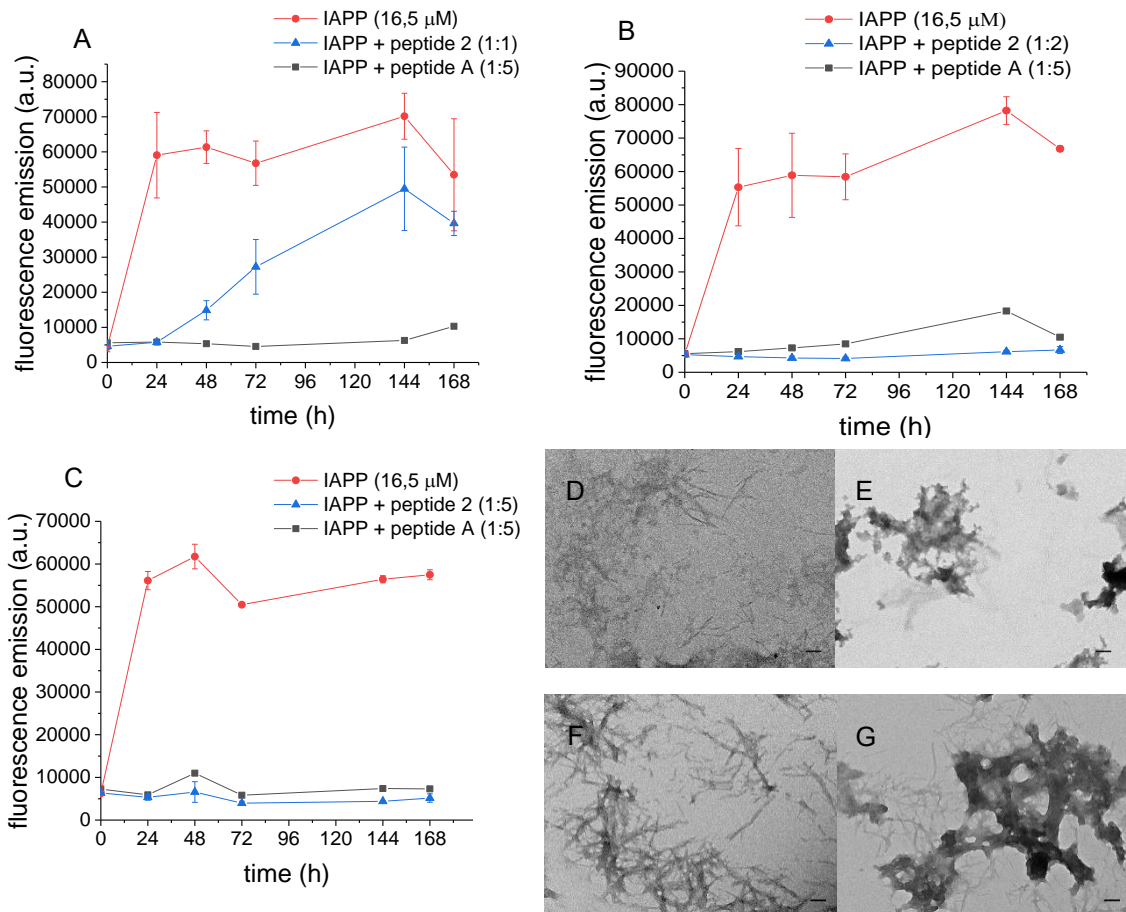 A
IAPP (16,5 μM)
IAPP + peptide 2 (1:1)
IAPP + peptide A (1:5)
fluorescence emission (a.u.)
80000
70000
60000
50000
40000
30000
20000
10000
0
0 24 48 72 96 120 144 168
time (h)
B
IAPP (16,5 μM)
IAPP + peptide 2 (1:2)
IAPP + peptide A (1:5)
fluorescence emission (a.u.)
90000
80000
70000
60000
50000
40000
30000
20000
10000
0
0 24 48 72 96 120 144 168
time (h)
C
IAPP (16,5 μM)
IAPP + peptide 2 (1:5)
IAPP + peptide A (1:5)
fluorescence emission (a.u.)
70000
60000
50000
40000
30000
20000
10000
0
0 24 48 72 96 120 144 168
time (h)
D
E
F
G